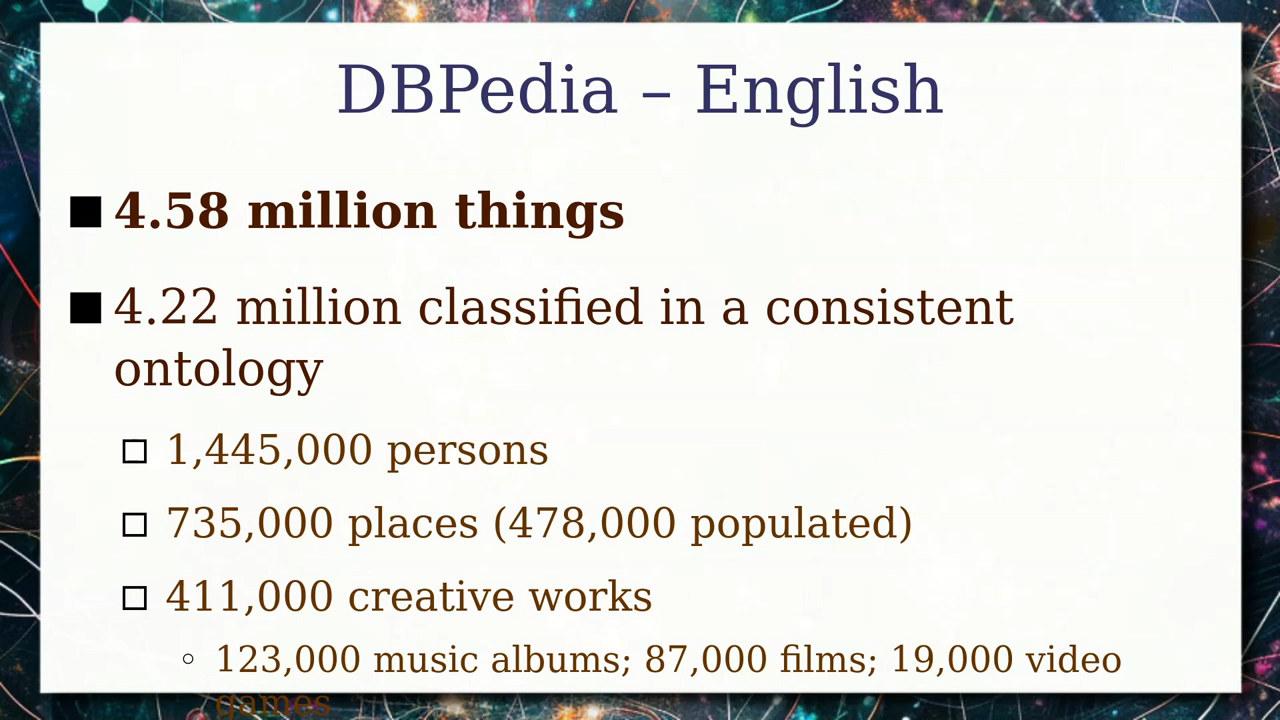 DBPedia – English
4.58 million things
4.22 million classified in a consistent
ontology
1,445,000 persons
735,000 places (478,000 populated)
411,000 creative works
123,000 music albums; 87,000 films; 19,000 video
games